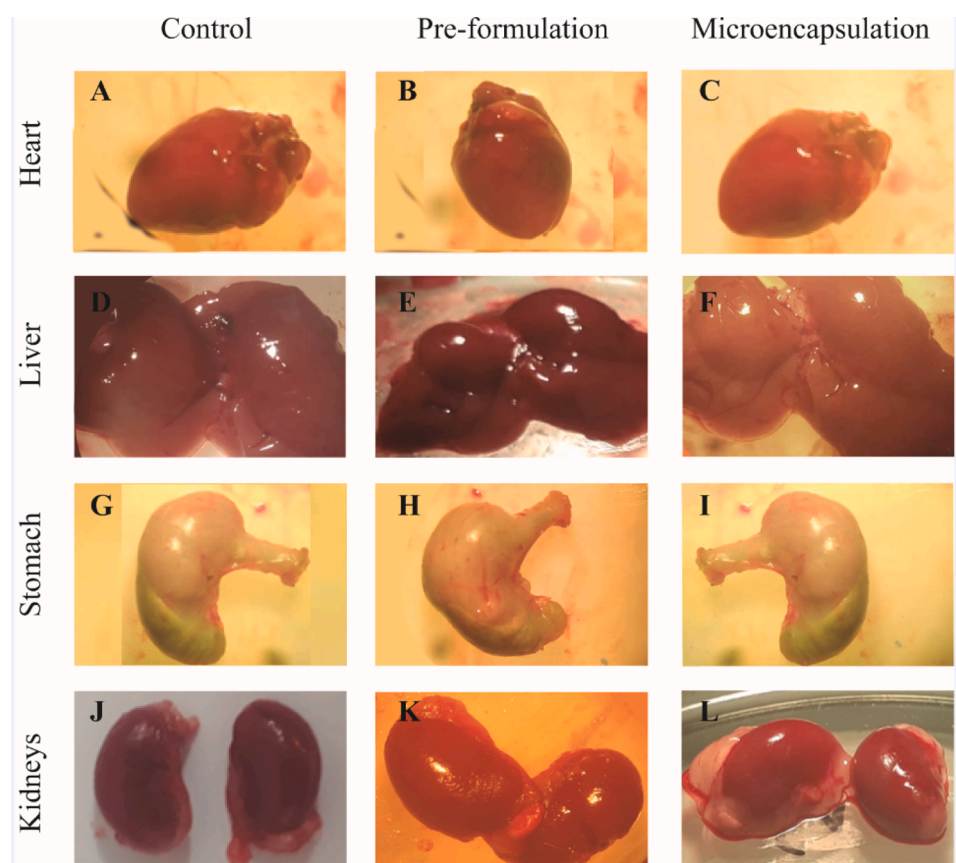 Control Pre-formulation Microencapsulation
Heart
A B C
Liver
D E F
Stomach
G H I
Kidneys
J K L